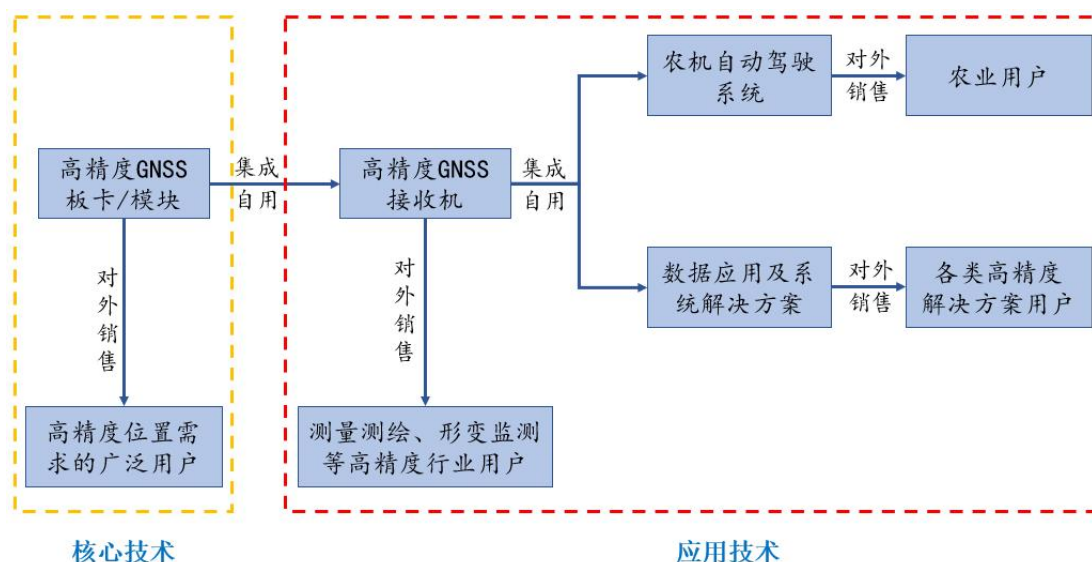 农机自动驾驶
系统
对外
销售
农业用户
高精度GNSS
板卡/模块
集成
自用
高精度GNSS
接收机
集成
自用
对外销售
对外销售
数据应用及系
统解决方案
对外
销售
各类高精度
解决方案用户
高精度位置需
求的广泛用户
测量测绘、形变监测
等高精度行业用户
核心技术
应用技术